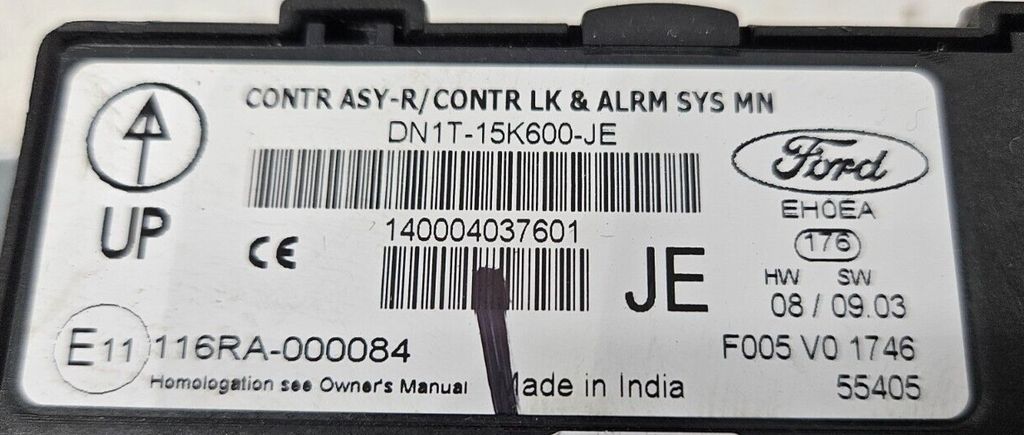 CONTR ASY-R/CONTR LK & ALRM SYS MN
DN1T-15K600-JE
UP
Ford
EH0EA
140004037601
176
CE
JE
HW SW
08 / 09.03
E11 116RA-000084
F005 V0 1746
Homologation see Owner's Manual
Made in India
55405